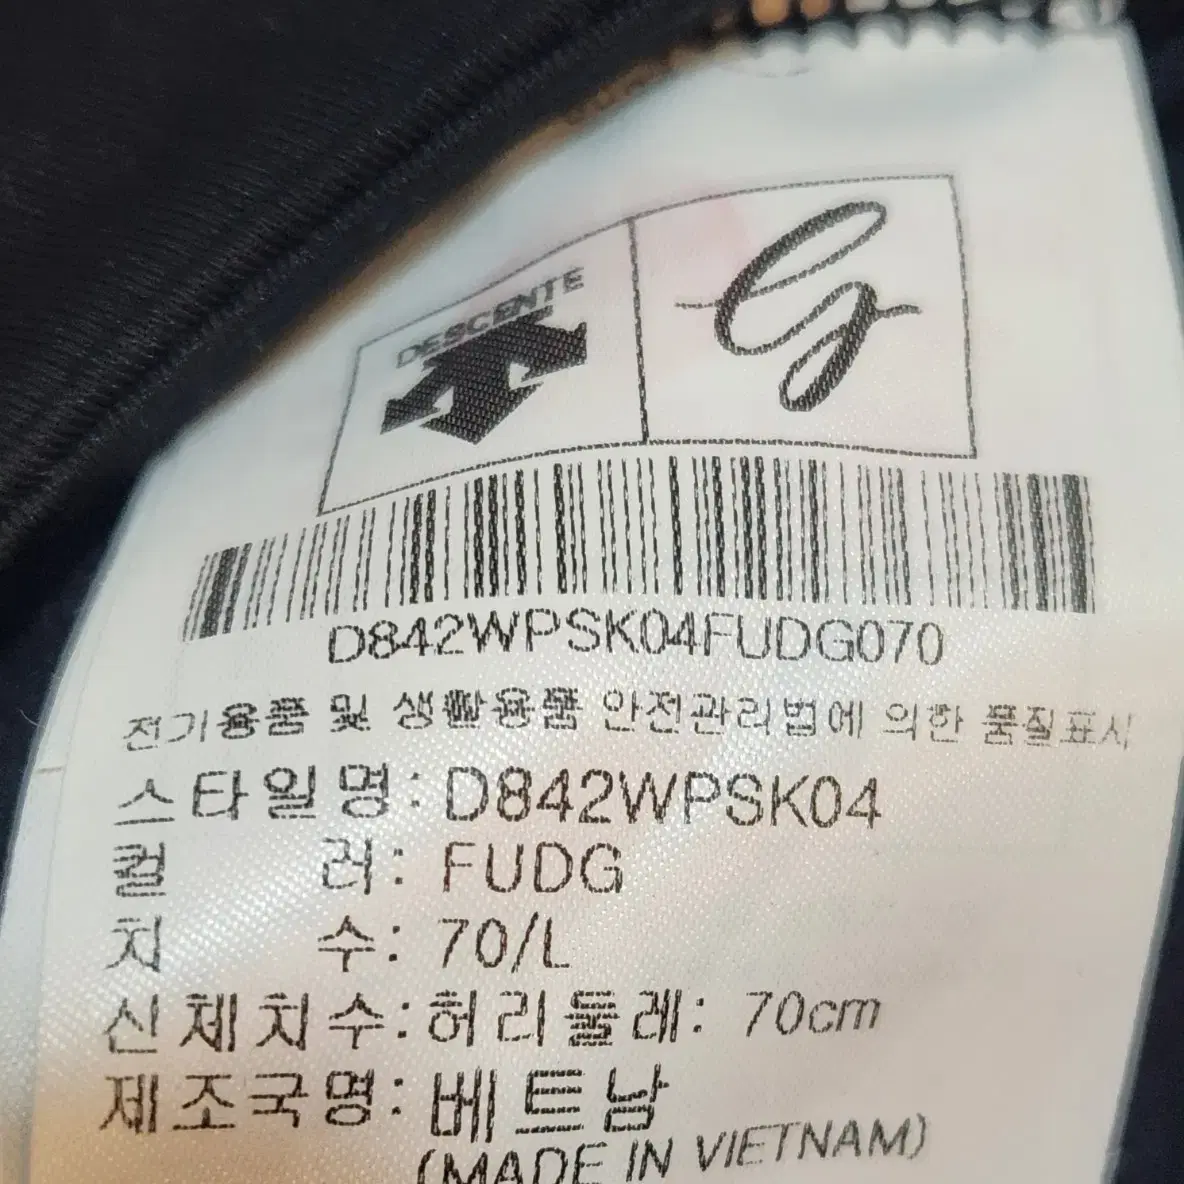 DESCENTE
G
D842WPSK04FUDG070
전기용품 및 생활용품 안전관리법에 의한 품질표시
스타일명: D842WPSK04
컬 러: FUDG
치 수: 70/L
신체치수: 허리둘레: 70cm
제조국명: 베트남
(MADE IN VIETNAM)